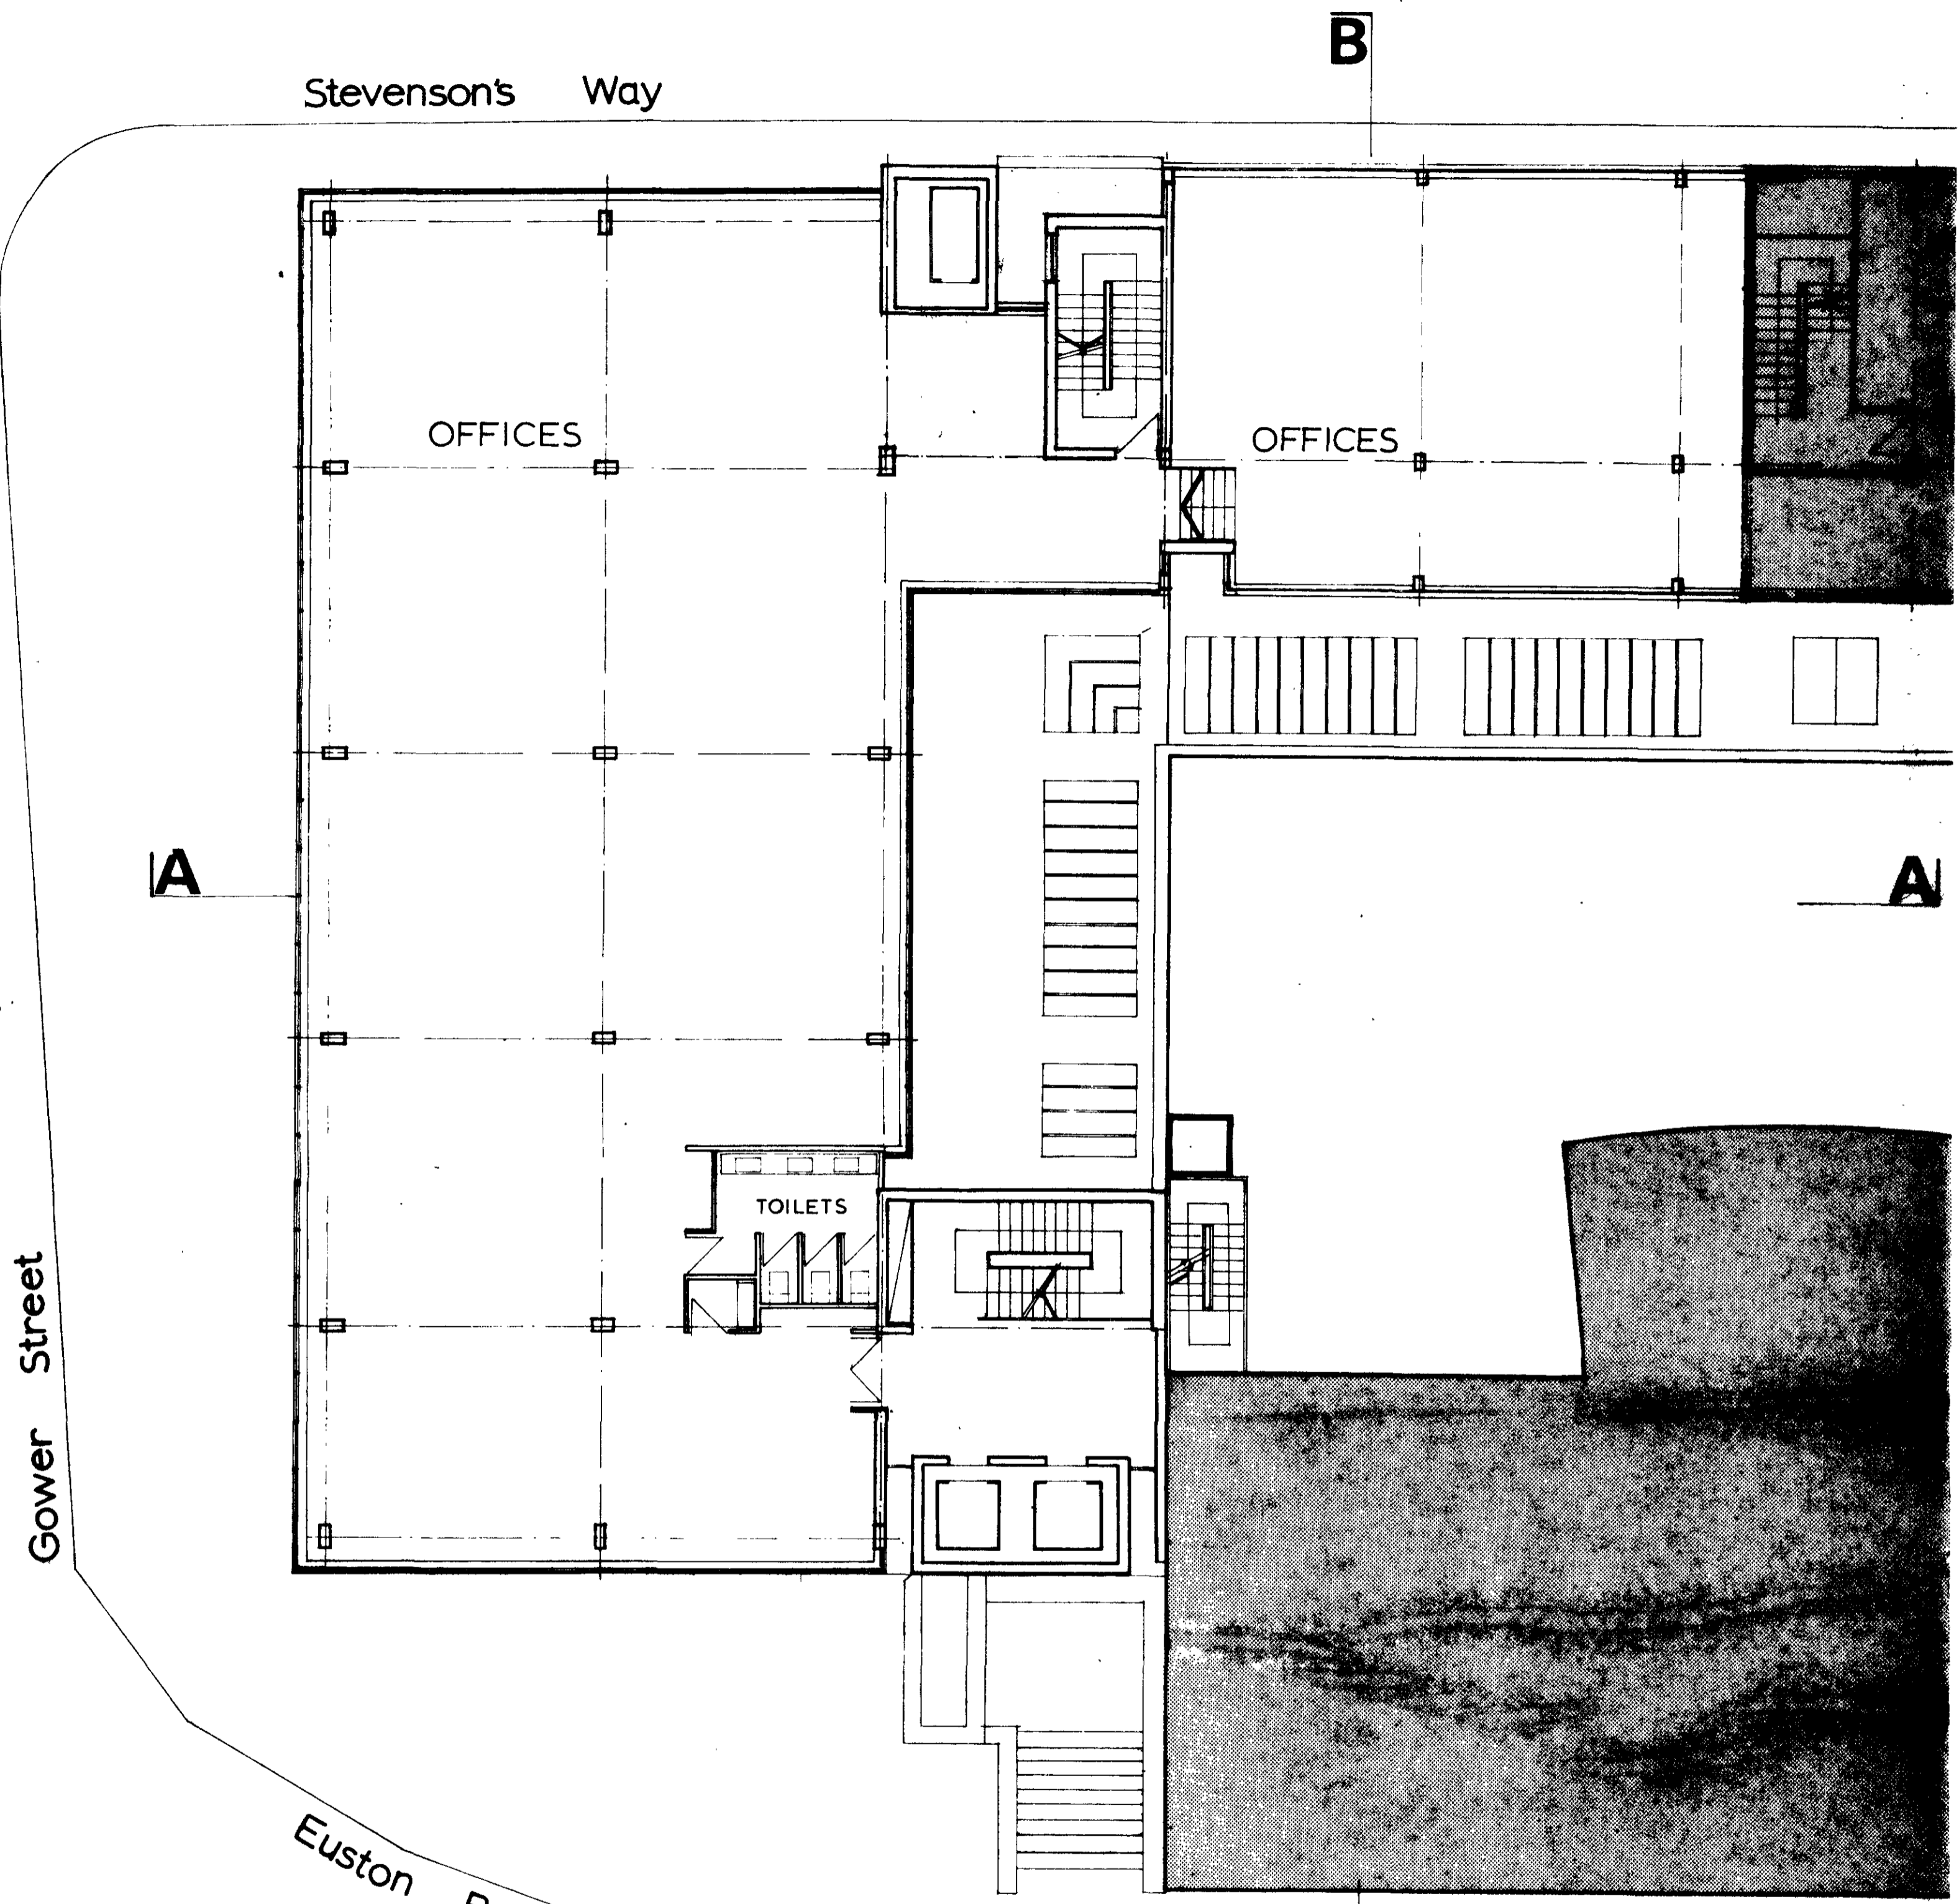 B
Stevenson's Way
OFFICES
OFFICES
A
A
TOILETS
Gower Street
Euston